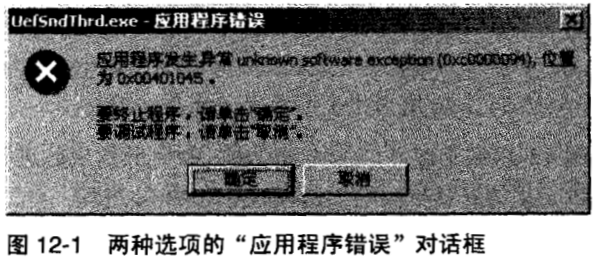 UefSndThrd.exe - 应用程序错误
应用程序发生异常 unknown software exception (0xc0000094), 位置
为 0x00401045 。
要终止程序，请单击"确定"。
要调试程序，请单击"取消"。
确定 取消
图 12-1 两种选项的“应用程序错误”对话框